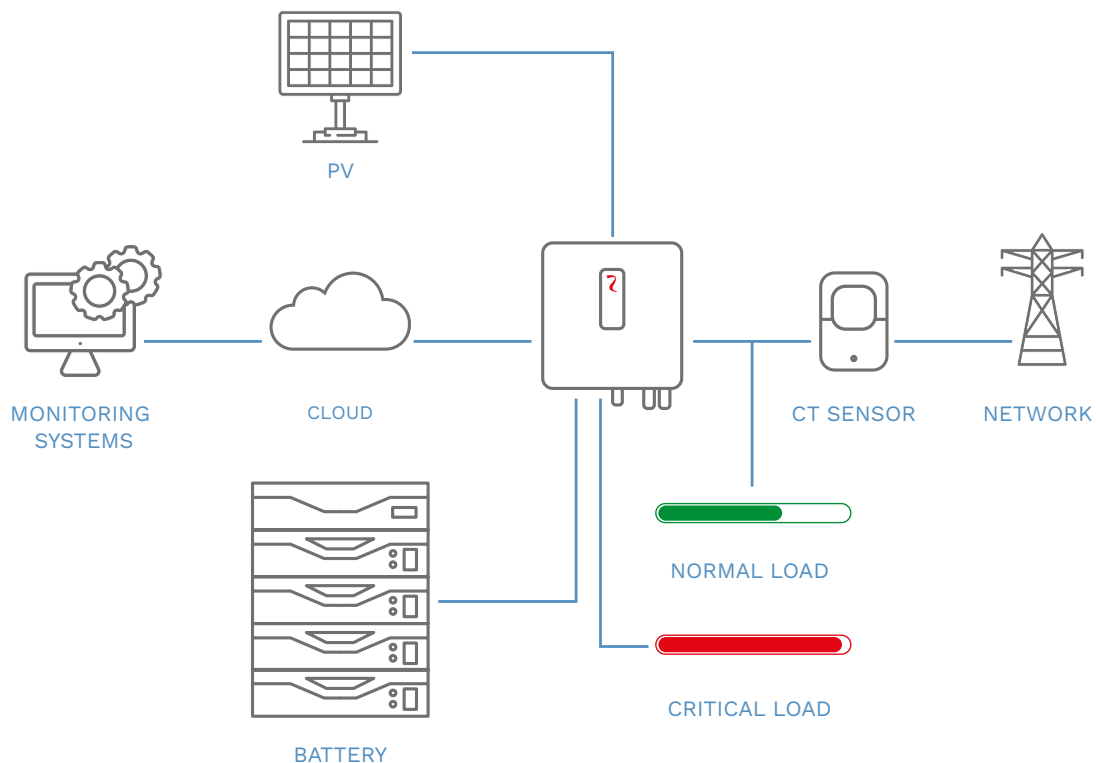 PV
MONITORING
SYSTEMS
CLOUD
CT SENSOR
NETWORK
NORMAL LOAD
CRITICAL LOAD
BATTERY